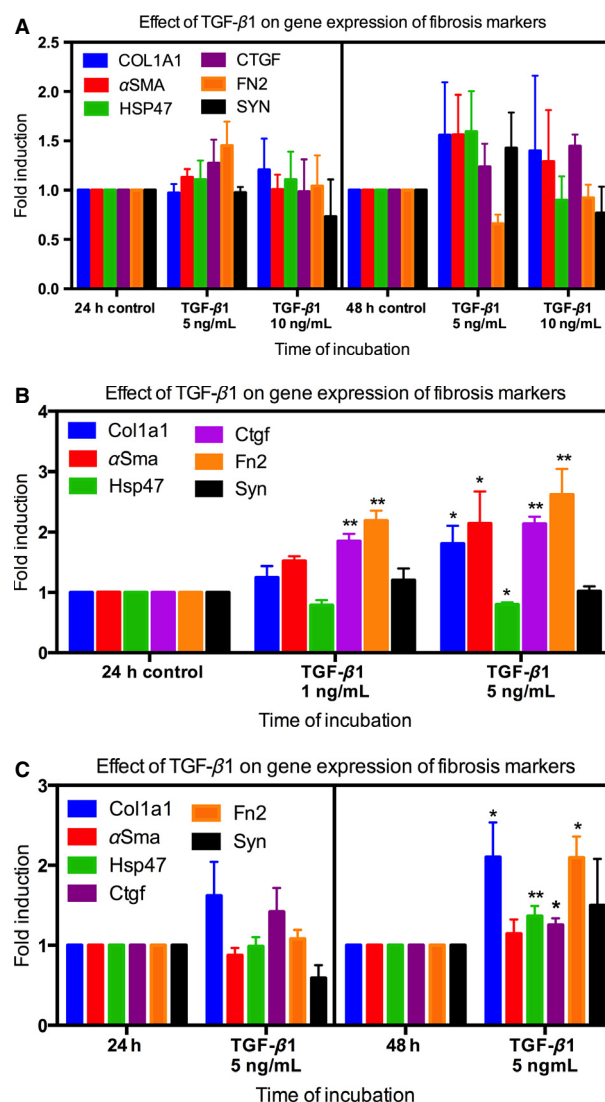 A
Effect of TGF-β1 on gene expression of fibrosis markers
COL1A1
αSMA
HSP47
CTGF
FN2
SYN
Fold induction
2.5
2.0
1.5
1.0
0.5
0.0
24 h control
TGF-β1
5 ng/mL
TGF-β1
10 ng/mL
48 h control
TGF-β1
5 ng/mL
TGF-β1
10 ng/mL
Time of incubation
B
Effect of TGF-β1 on gene expression of fibrosis markers
Col1a1
αSma
Hsp47
Ctgf
Fn2
Syn
Fold induction
4
3
2
1
0
**
**
*
*
*
**
**
24 h control
TGF-β1
1 ng/mL
TGF-β1
5 ng/mL
Time of incubation
C
Effect of TGF-β1 on gene expression of fibrosis markers
Col1a1
αSma
Hsp47
Ctgf
Fn2
Syn
Fold induction
3
2
1
0
*
**
*
*
24 h
TGF-β1
5 ng/mL
48 h
TGF-β1
5 ngmL
Time of incubation